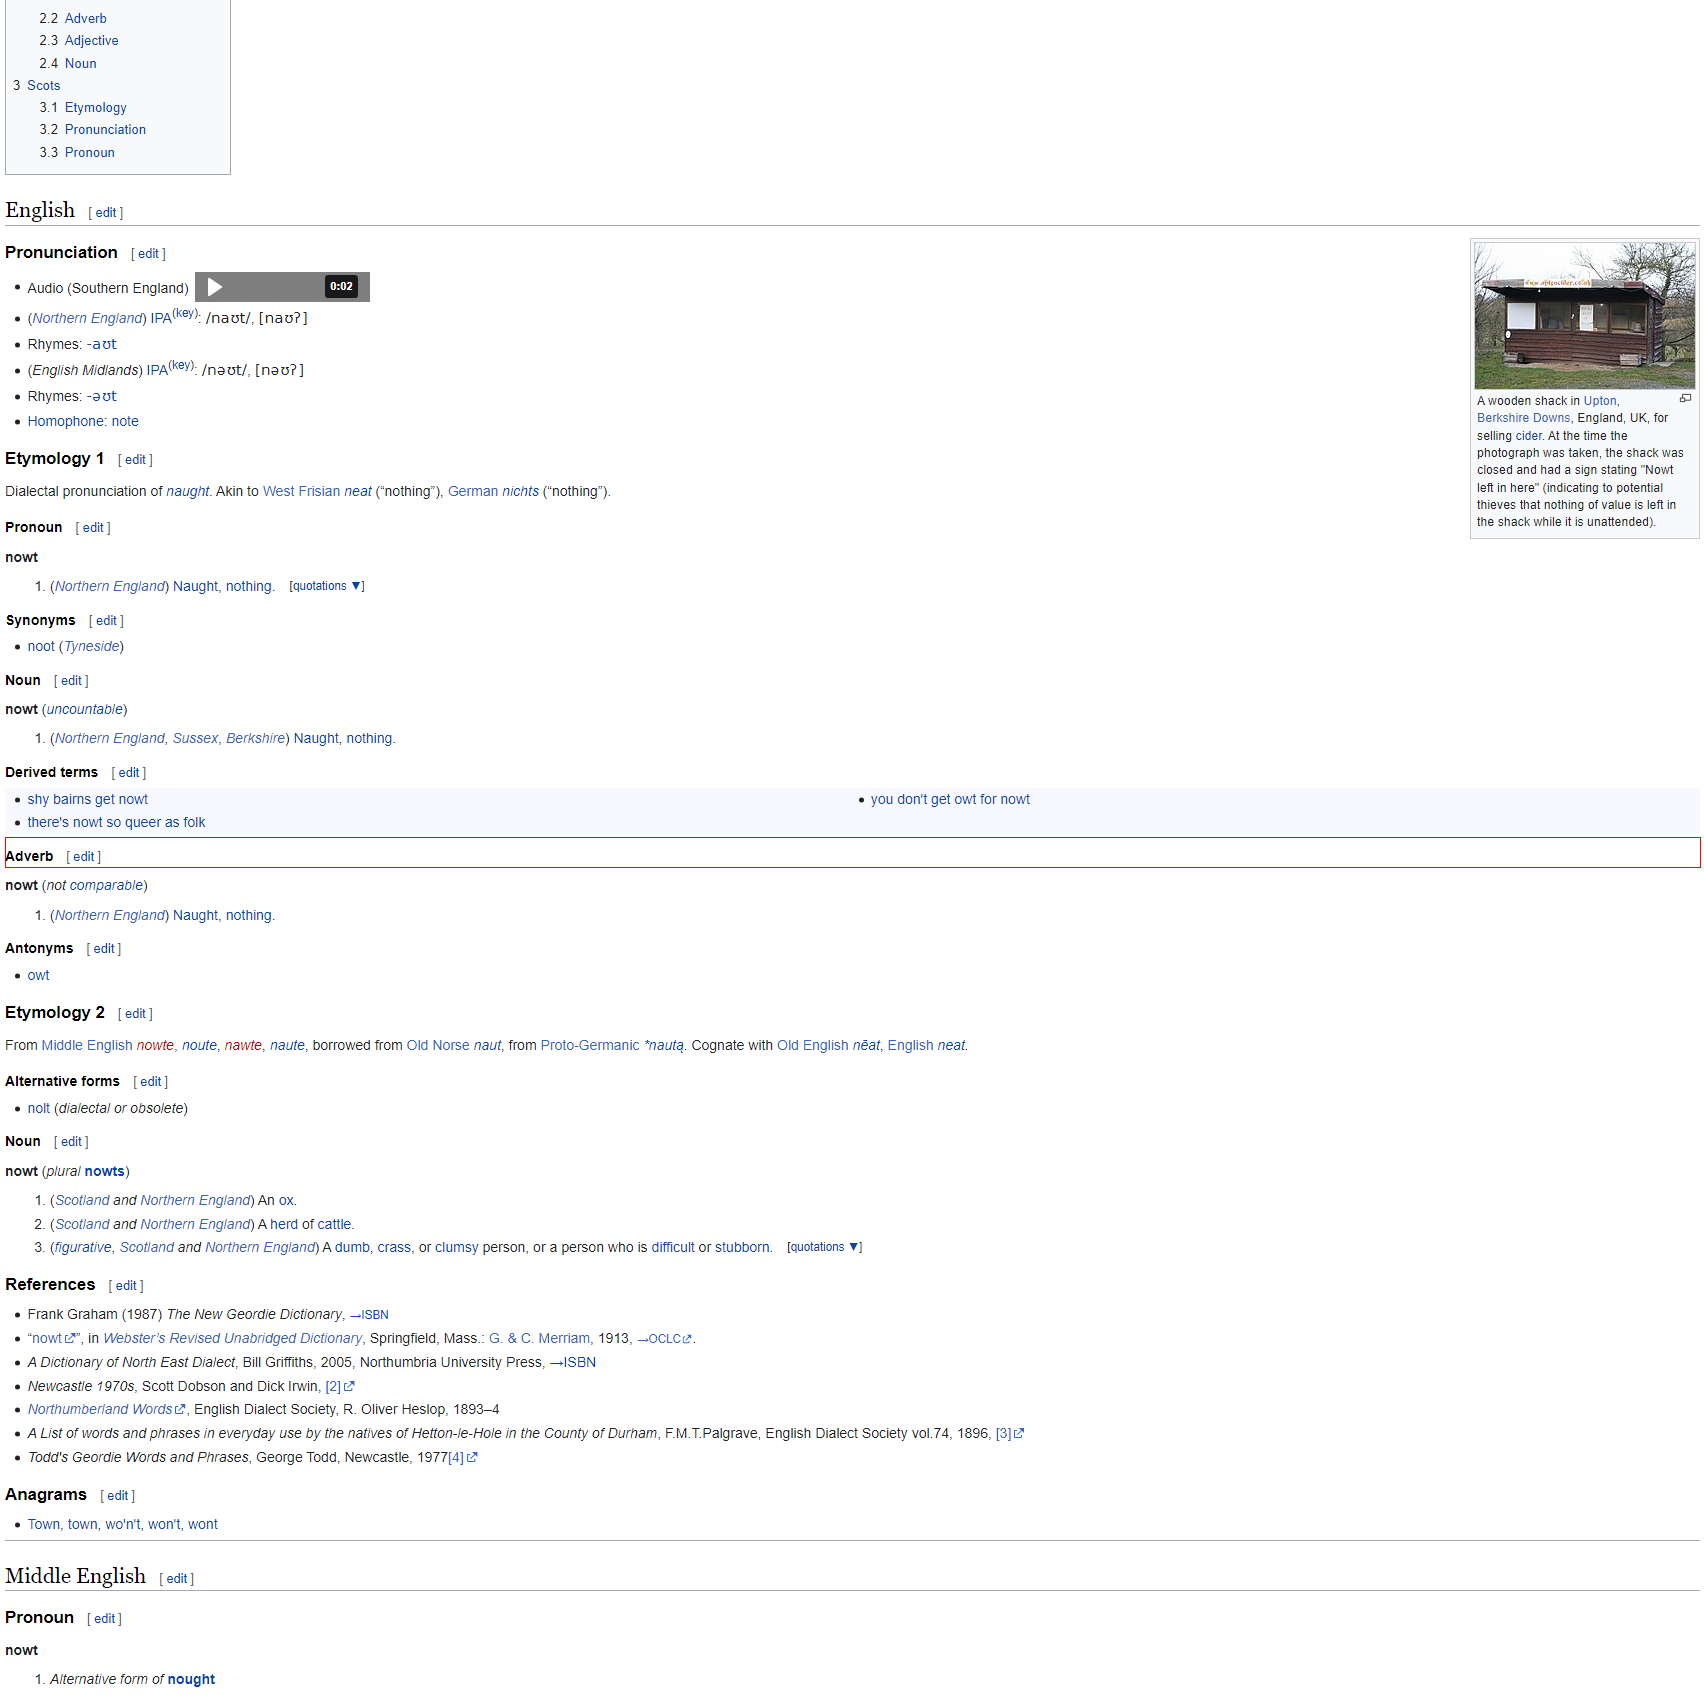 2.2 Adverb
2.3 Adjective
2.4 Noun
3 Scots
3.1 Etymology
3.2 Pronunciation
3.3 Pronoun
English [ edit ]
Pronunciation [ edit ]
• Audio (Southern England) 0:02
• (Northern England) IPA(key): /naʊt/, [naʊʔ]
• Rhymes: -aʊt
• (English Midlands) IPA(key): /nəʊt/, [nəʊʔ]
• Rhymes: -əʊt
• Homophone: note
www.uptoncider.co.uk
A wooden shack in Upton,
Berkshire Downs, England, UK, for
selling cider. At the time the
photograph was taken, the shack was
closed and had a sign stating "Nowt
left in here" (indicating to potential
thieves that nothing of value is left in
the shack while it is unattended).
Etymology 1 [ edit ]
Dialectal pronunciation of naught. Akin to West Frisian neat (“nothing”), German nichts (“nothing”).
Pronoun [ edit ]
nowt
1. (Northern England) Naught, nothing. [quotations ▼]
Synonyms [ edit ]
• noot (Tyneside)
Noun [ edit ]
nowt (uncountable)
1. (Northern England, Sussex, Berkshire) Naught, nothing.
Derived terms [ edit ]
• shy bairns get nowt
• there's nowt so queer as folk
• you don't get owt for nowt
Adverb [ edit ]
nowt (not comparable)
1. (Northern England) Naught, nothing.
Antonyms [ edit ]
• owt
Etymology 2 [ edit ]
From Middle English nowte, noute, nawte, naute, borrowed from Old Norse naut, from Proto-Germanic *nautą. Cognate with Old English nēat, English neat.
Alternative forms [ edit ]
• nolt (dialectal or obsolete)
Noun [ edit ]
nowt (plural nowts)
1. (Scotland and Northern England) An ox.
2. (Scotland and Northern England) A herd of cattle.
3. (figurative, Scotland and Northern England) A dumb, crass, or clumsy person, or a person who is difficult or stubborn. [quotations ▼]
References [ edit ]
• Frank Graham (1987) The New Geordie Dictionary, →ISBN
• “nowt”, in Webster’s Revised Unabridged Dictionary, Springfield, Mass.: G. & C. Merriam, 1913, →OCLC.
• A Dictionary of North East Dialect, Bill Griffiths, 2005, Northumbria University Press, →ISBN
• Newcastle 1970s, Scott Dobson and Dick Irwin, [2]
• Northumberland Words, English Dialect Society, R. Oliver Heslop, 1893–4
• A List of words and phrases in everyday use by the natives of Hetton-le-Hole in the County of Durham, F.M.T.Palgrave, English Dialect Society vol.74, 1896, [3]
• Todd's Geordie Words and Phrases, George Todd, Newcastle, 1977[4]
Anagrams [ edit ]
• Town, town, wo'n't, won't, wont
Middle English [ edit ]
Pronoun [ edit ]
nowt
1. Alternative form of nought